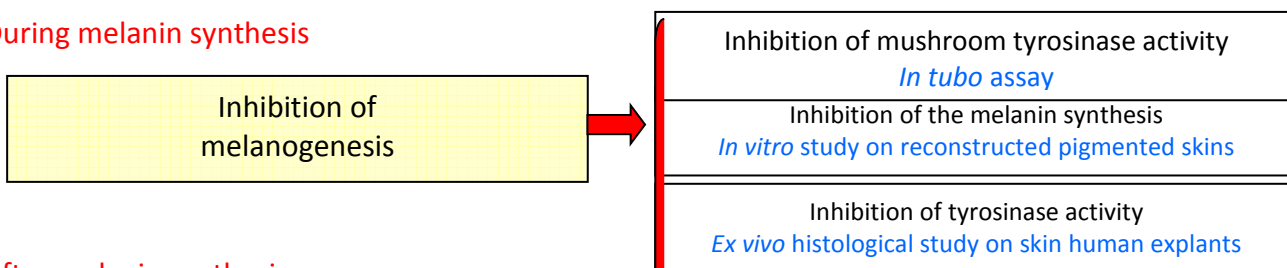 During melanin synthesis
Inhibition of
melanogenesis
Inhibition of mushroom tyrosinase activity
In tubo assay
Inhibition of the melanin synthesis
In vitro study on reconstructed pigmented skins
Inhibition of tyrosinase activity
Ex vivo histological study on skin human explants